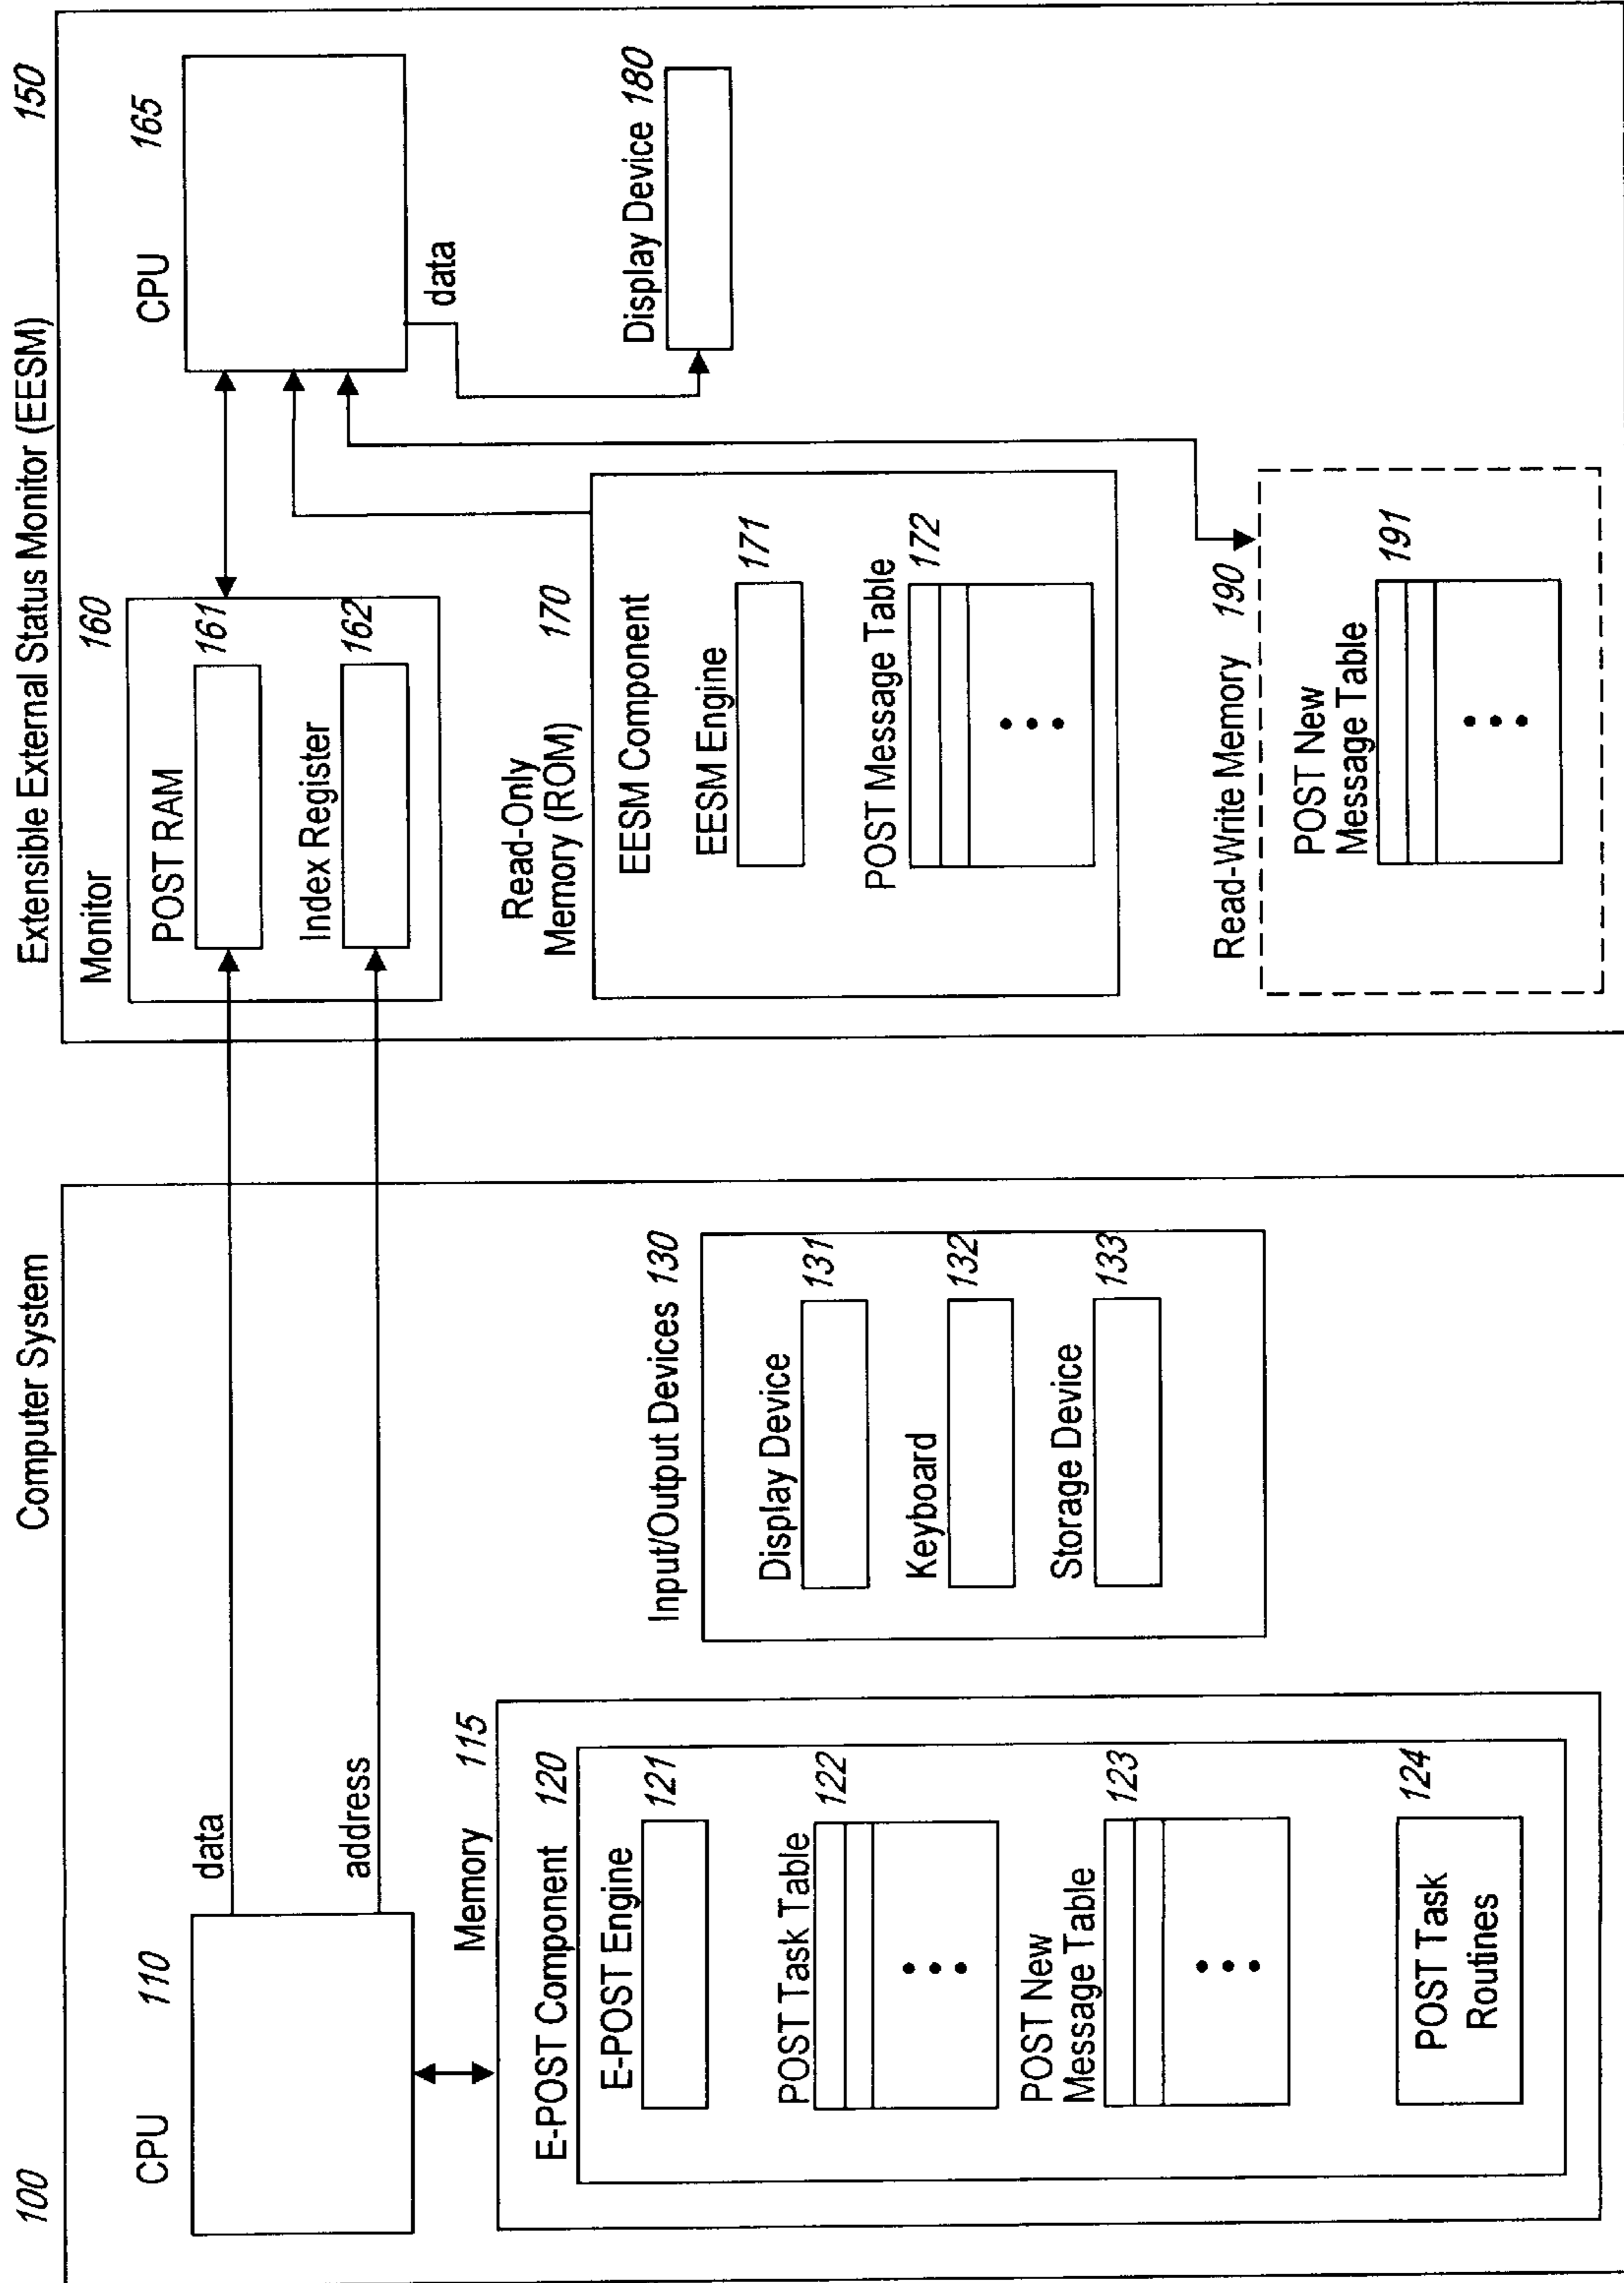 100
Computer System
CPU 110
data
address
Memory 115
E-POST Component 120
E-POST Engine
121
POST Task Table
122
POST New
Message Table
123
POST Task
Routines
124
Input/Output Devices 130
Display Device
131
Keyboard
132
Storage Device
133
Extensible External Status Monitor (EESM)
150
Monitor
160
POST RAM
161
Index Register
162
CPU
165
data
Read-Only
Memory (ROM)
170
EESM Component
EESM Engine
171
POST Message Table
172
Display Device 180
Read-Write Memory 190
POST New
Message Table
191